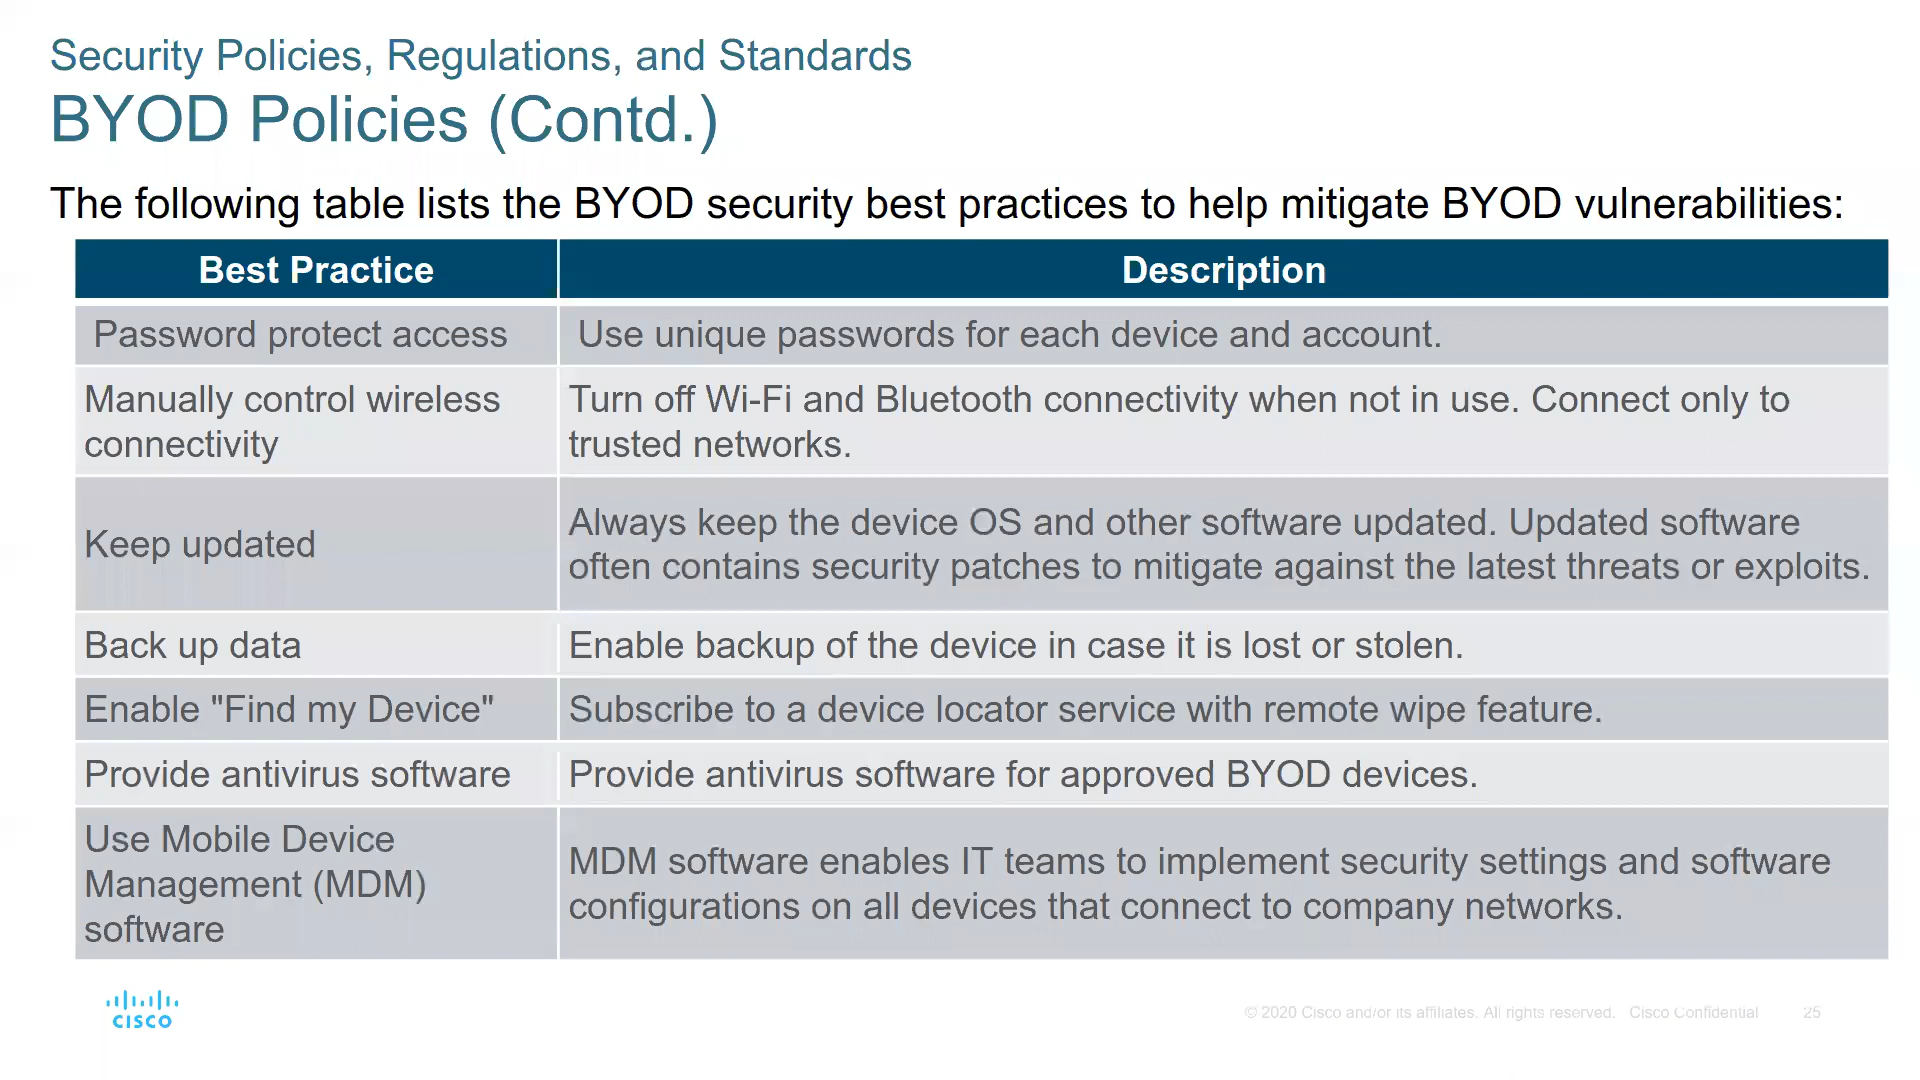 Security Policies, Regulations, and Standards
BYOD Policies (Contd.)
The following table lists the BYOD security best practices to help mitigate BYOD vulnerabilities:
Best Practice
Description
Password protect access
Use unique passwords for each device and account.
Manually control wireless
connectivity
Turn off Wi-Fi and Bluetooth connectivity when not in use. Connect only to
trusted networks.
Keep updated
Always keep the device OS and other software updated. Updated software
often contains security patches to mitigate against the latest threats or exploits.
Back up data
Enable backup of the device in case it is lost or stolen.
Enable "Find my Device"
Subscribe to a device locator service with remote wipe feature.
Provide antivirus software
Provide antivirus software for approved BYOD devices.
Use Mobile Device
Management (MDM)
software
MDM software enables IT teams to implement security settings and software
configurations on all devices that connect to company networks.
CISCO
© 2020 Cisco and/or its affiliates. All rights reserved. Cisco Confidential
25